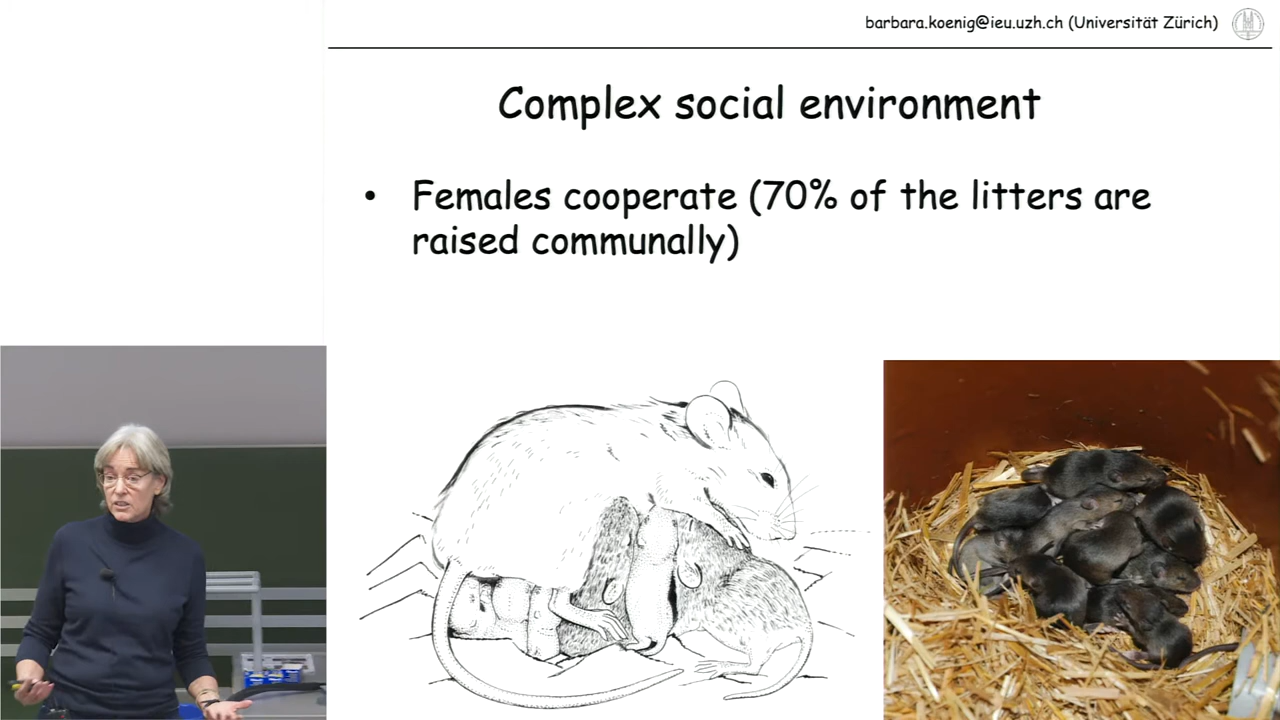 barbara.koenig@ieu.uzh.ch (Universität Zürich)
Complex social environment
• Females cooperate (70% of the litters are
raised communally)